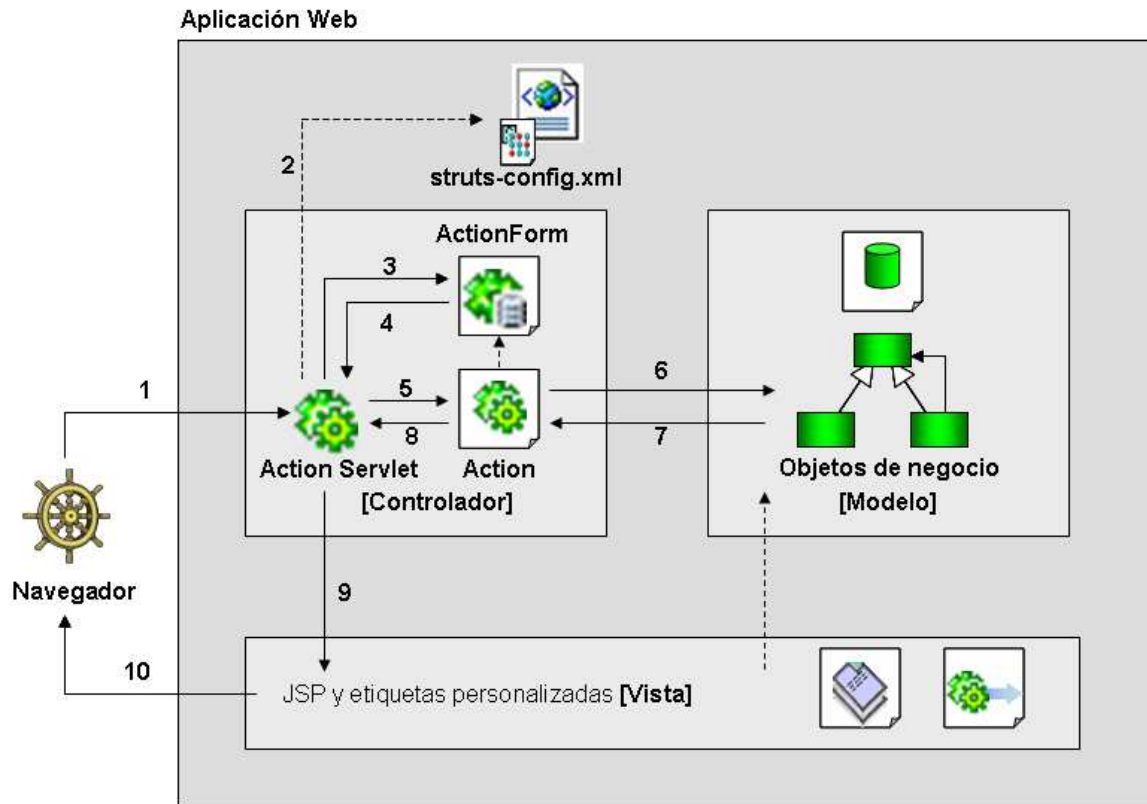 Aplicación Web
2
struts-config.xml
ActionForm
3
4
1
5
6
8
7
Action Servlet
Action
Objetos de negocio
[Controlador]
[Modelo]
Navegador
9
10
JSP y etiquetas personalizadas [Vista]